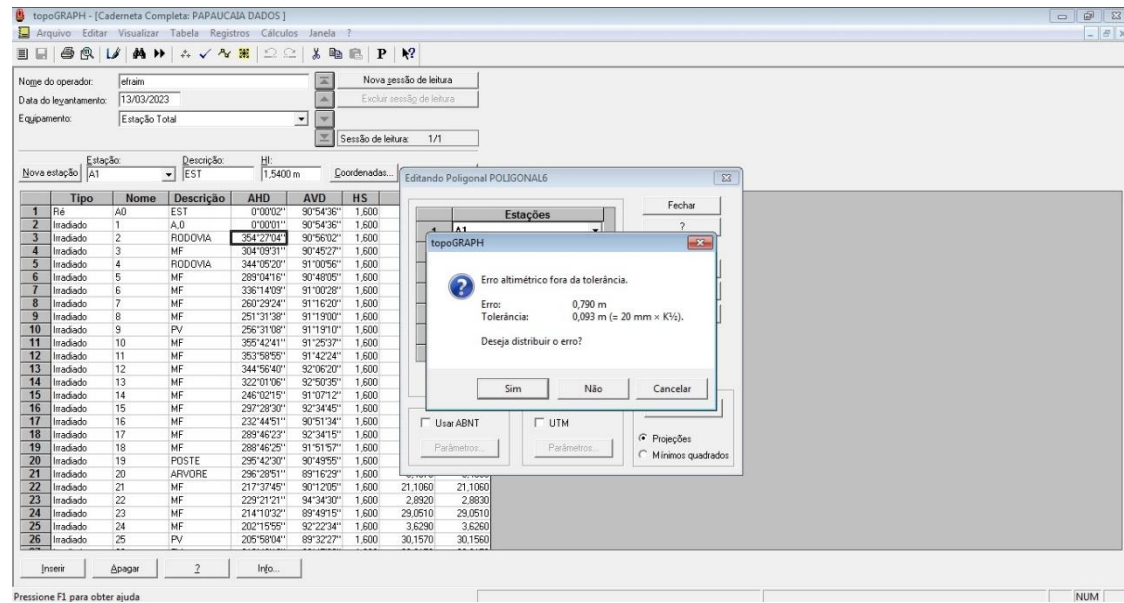 topoGRAPH - [Caderneta Completa: PAPAUCAIA DADOS ]
Arquivo Editar Visualizar Tabela Registros Cálculos Janela ?
Nome do operador: efraim
Nova sessão de leitura
Data do levantamento: 13/03/2023
Excluir sessão de leitura
Equipamento: Estação Total
Sessão de leitura: 1/1
Estação: Descrição: HI:
Nova estação A1 EST 1,5400 m Coordenadas...
Tipo Nome Descrição AHD AVD HS
1 Ré A0 EST 0°00'02'' 90°54'36'' 1,600
2 Irradiado 1 A,0 0°00'01'' 90°54'36'' 1,600
3 Irradiado 2 RODOVIA 354°27'04'' 90°56'02'' 1,600
4 Irradiado 3 MF 304°09'31'' 90°45'27'' 1,600
5 Irradiado 4 RODOVIA 344°05'20'' 91°00'56'' 1,600
6 Irradiado 5 MF 289°04'16'' 90°48'05'' 1,600
7 Irradiado 6 MF 336°14'09'' 91°00'28'' 1,600
8 Irradiado 7 MF 260°29'24'' 91°16'20'' 1,600
9 Irradiado 8 MF 251°31'38'' 91°19'00'' 1,600
10 Irradiado 9 PV 256°31'08'' 91°19'10'' 1,600
11 Irradiado 10 MF 355°42'41'' 91°25'37'' 1,600
12 Irradiado 11 MF 353°58'55'' 91°42'24'' 1,600
13 Irradiado 12 MF 344°56'40'' 92°06'20'' 1,600
14 Irradiado 13 MF 322°01'06'' 92°50'35'' 1,600
15 Irradiado 14 MF 246°02'15'' 91°07'12'' 1,600
16 Irradiado 15 MF 297°28'30'' 92°34'45'' 1,600
17 Irradiado 16 MF 232°44'51'' 90°51'34'' 1,600
18 Irradiado 17 MF 289°46'23'' 92°34'15'' 1,600
19 Irradiado 18 MF 288°46'25'' 91°51'57'' 1,600
20 Irradiado 19 POSTE 295°42'30'' 90°49'55'' 1,600
21 Irradiado 20 ARVORE 296°28'51'' 89°16'29'' 1,600
22 Irradiado 21 MF 217°37'45'' 90°12'05'' 1,600 21,1060 21,1060
23 Irradiado 22 MF 229°21'21'' 94°34'30'' 1,600 2,8920 2,8830
24 Irradiado 23 MF 214°10'32'' 89°49'15'' 1,600 29,0510 29,0510
25 Irradiado 24 MF 202°15'55'' 92°22'34'' 1,600 3,6290 3,6260
26 Irradiado 25 PV 205°58'04'' 89°32'27'' 1,600 30,1570 30,1560
Inserir Apagar ? Info...
Pressione F1 para obter ajuda
NUM
Editando Poligonal POLIGONAL6
Estações
1 A1
Fechar
?
topoGRAPH
Erro altimétrico fora da tolerância.
Erro: 0,790 m
Tolerância: 0,093 m (= 20 mm × K½).
Deseja distribuir o erro?
Sim Não Cancelar
Usar ABNT
UTM
Parâmetros...
Parâmetros...
Projeções
Mínimos quadrados